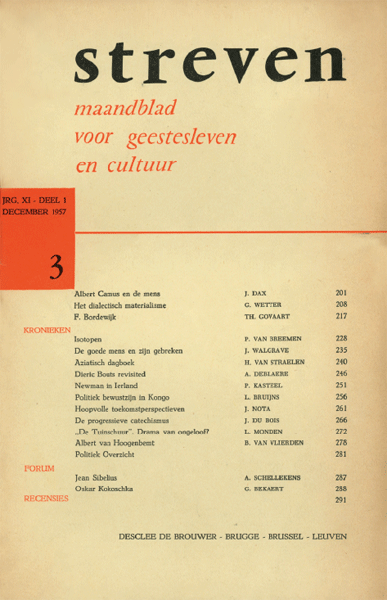 streven
maandblad
voor geestesleven
en cultuur
JRG. XI - DEEL 1
DECEMBER 1957
3
Albert Camus en de mens J. DAX 201
Het dialectisch materialisme G. WETTER 208
F. Bordewijk TH. GOVAART 217
KRONIEKEN
Isotopen P. VAN BREEMEN 228
De goede mens en zijn gebreken J. WALGRAVE 235
Aziatisch dagboek H. VAN STRAELEN 240
Dieric Bouts revisited A. DEBLAERE 246
Newman in Ierland P. KASTEEL 251
Politiek bewustzijn in Kongo L. BRUIJNS 256
Hoopvolle toekomstperspectieven J. NOTA 261
De progressieve catechismus J. DU BOIS 266
„De Tuinschuur". Drama van ongeloof? L. MONDEN 272
Albert van Hoogenbemt B. VAN VLIERDEN 278
Politiek Overzicht 281
FORUM
Jean Sibelius A. SCHELLEKENS 287
Oskar Kokoschka G. BEKAERT 288
RECENSIES 291
DESCLEE DE BROUWER - BRUGGE - BRUSSEL - LEUVEN